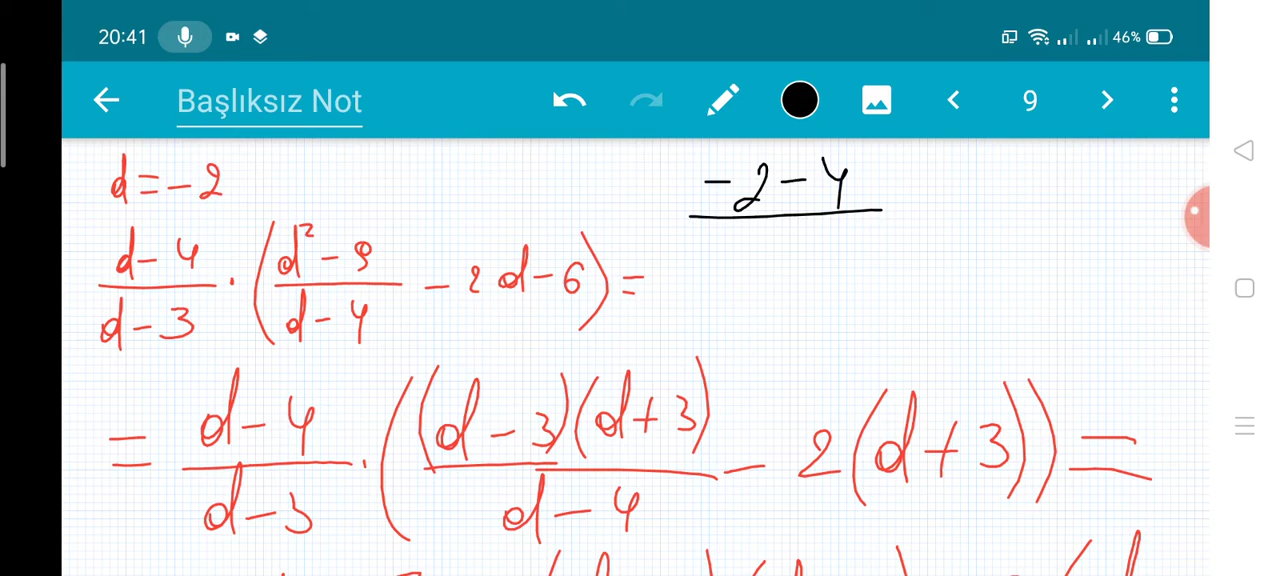 20:41 46%
Başlıksız Not 9
d = -2
-2 - 4
(d - 4)/(d - 3) · ((d² - 9)/(d - 4) - 2d - 6) =
= (d - 4)/(d - 3) · (((d - 3)(d + 3))/(d - 4) - 2(d + 3)) =